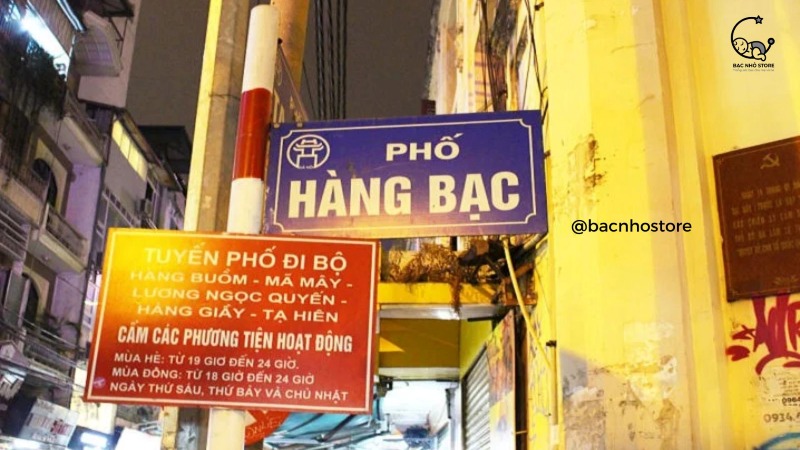 BẠC NHỎ STORE
PHỐ
HÀNG BẠC
@bacnhostore
TUYẾN PHỐ ĐI BỘ
HÀNG BUỒM - MÃ MÂY -
LƯƠNG NGỌC QUYẾN -
HÀNG GIẦY - TẠ HIỆN
CẤM CÁC PHƯƠNG TIỆN HOẠT ĐỘNG
MÙA HÈ: TỪ 19 GIỜ ĐẾN 24 GIỜ.
MÙA ĐÔNG: TỪ 18 GIỜ ĐẾN 24 GIỜ
NGÀY THỨ SÁU, THỨ BẢY VÀ CHỦ NHẬT
0934.4